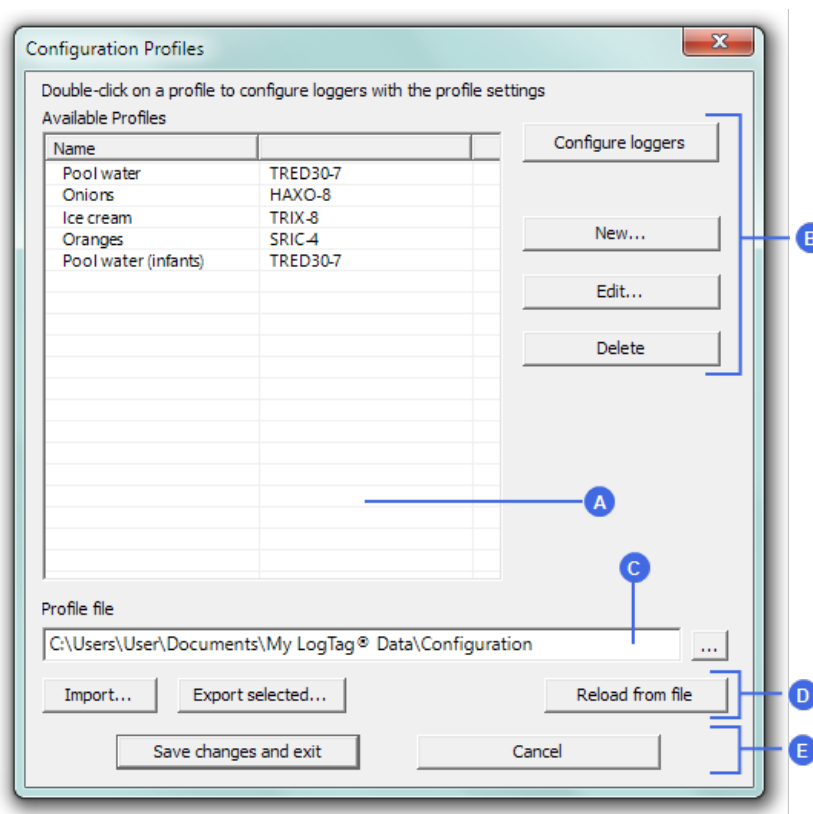 Configuration Profiles
x
Double-click on a profile to configure loggers with the profile settings
Available Profiles
Name
Pool water TRED30-7
Onions HAXO-8
Ice cream TRIX-8
Oranges SRIC-4
Pool water (infants) TRED30-7
Configure loggers
New...
Edit...
Delete
B
A
C
Profile file
C:\Users\User\Documents\My LogTag® Data\Configuration
...
Import... Export selected... Reload from file
D
Save changes and exit Cancel
E